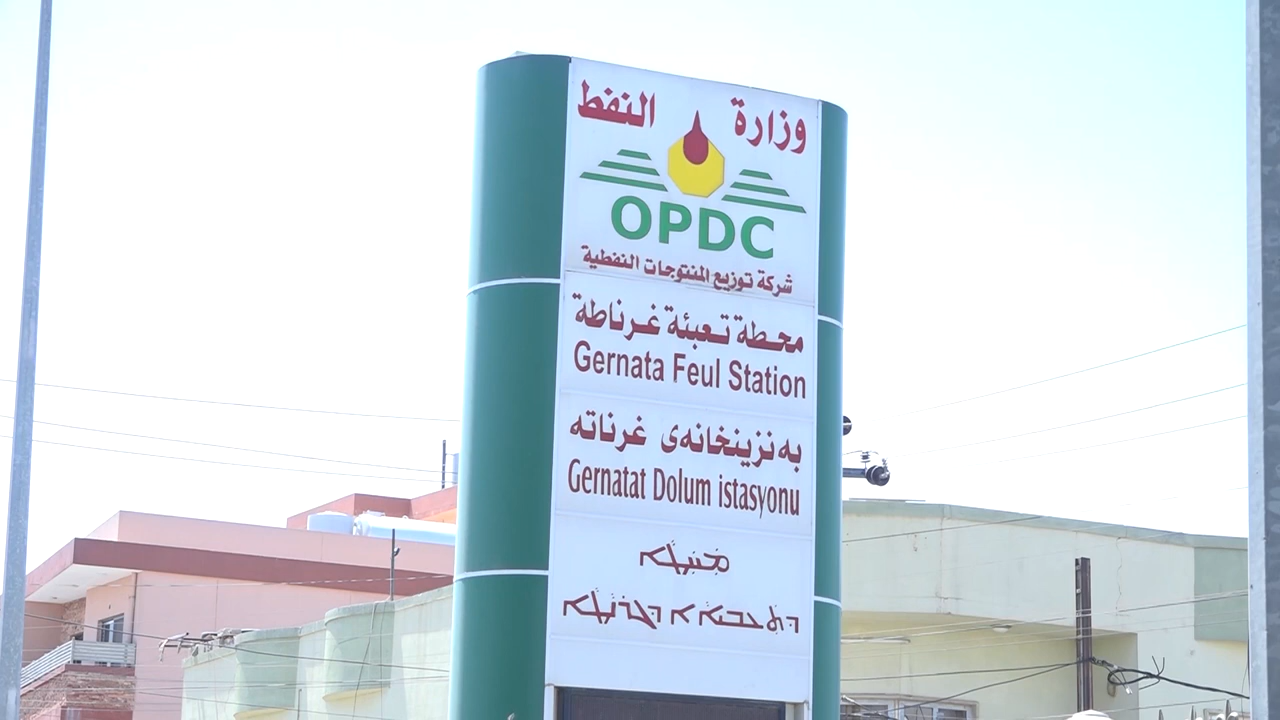 وزارة النفط
OPDC
شركة توزيع المنتوجات النفطية
محطة تعبئة غرناطة
Gernata Feul Station
بەنزینخانەی غرناتە
Gernatat Dolum istasyonu